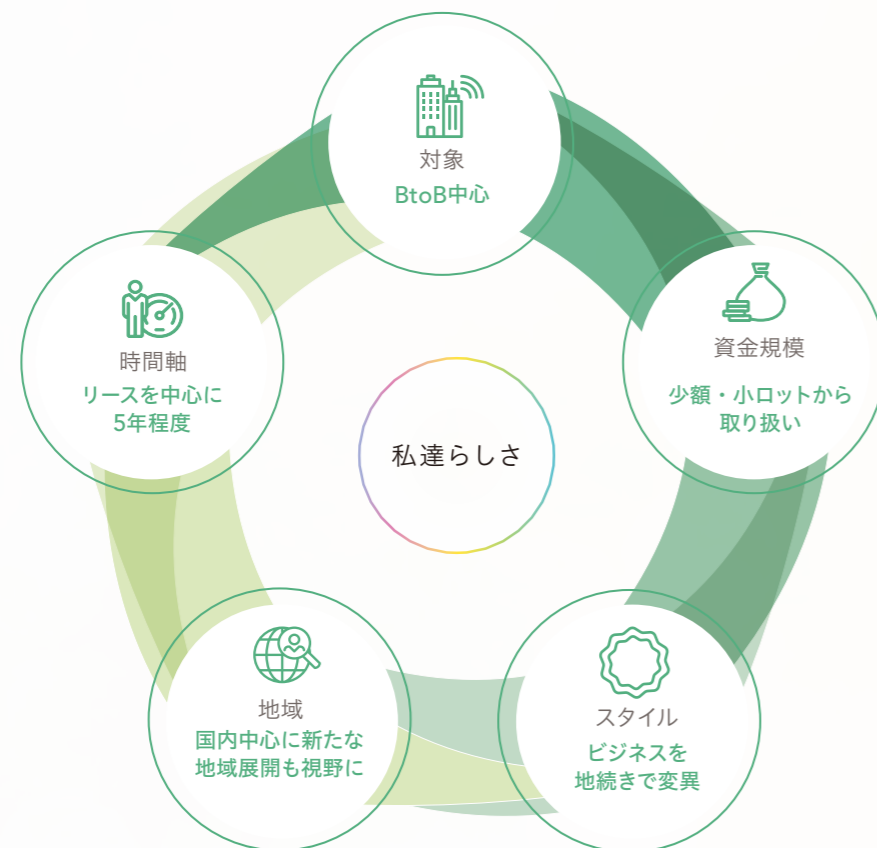 対象
BtoB中心
資金規模
少額・小ロットから
取り扱い
スタイル
ビジネスを
地続きで変異
地域
国内中心に新たな
地域展開も視野に
時間軸
リースを中心に
5年程度
私達らしさ